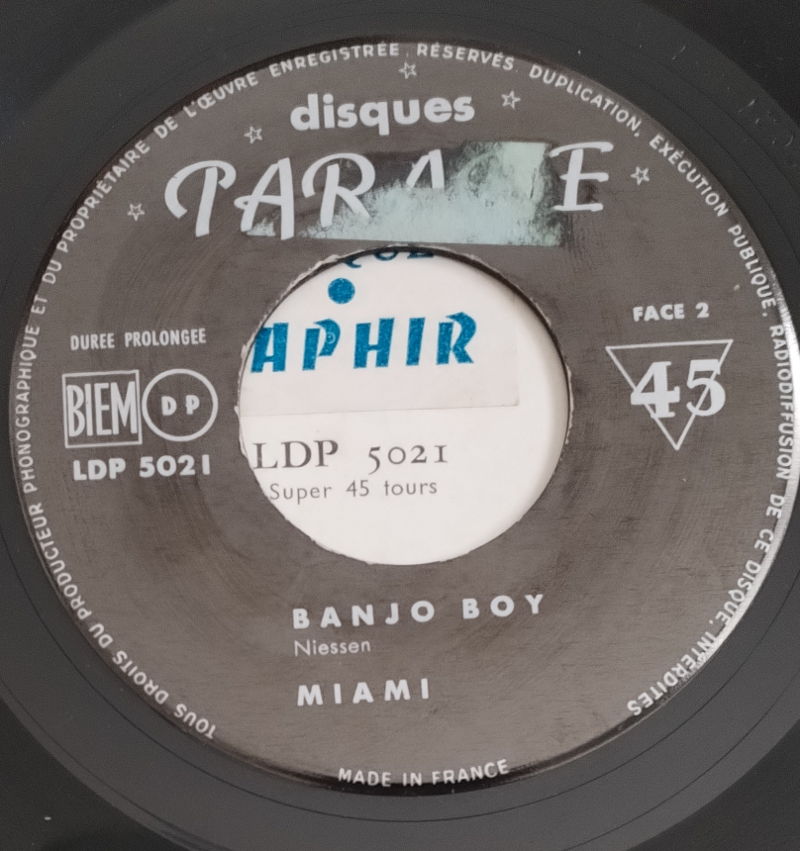 TOUS DROITS DU PRODUCTEUR PHONOGRAPHIQUE ET DU PROPRIÉTAIRE DE L'ŒUVRE ENREGISTRÉE RÉSERVÉS DUPLICATION, EXÉCUTION PUBLIQUE, RADIODIFFUSION DE CE DISQUE, INTERDITES
disques
PARA E
QUE
APHIR
LDP 5021
Super 45 tours
DUREE PROLONGEE
BIEM DP
LDP 5021
FACE 2
45
BANJO BOY
Niessen
MIAMI
MADE IN FRANCE